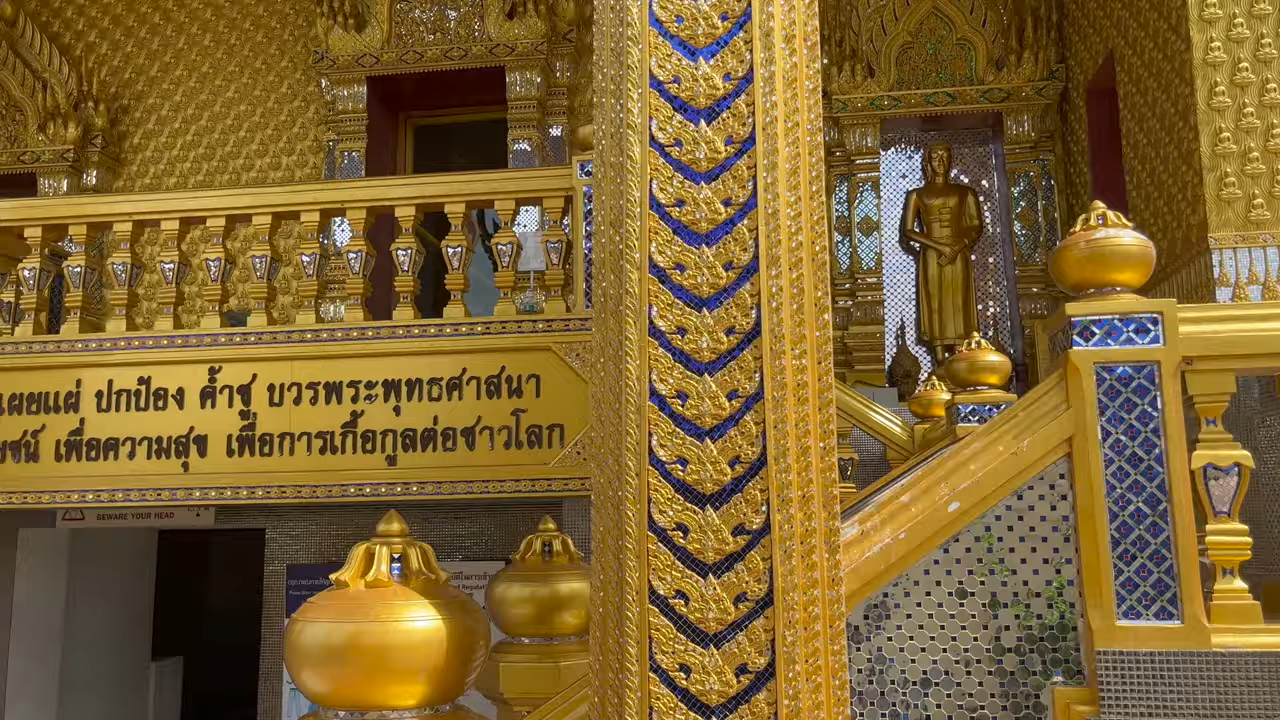 เผยแผ่ ปกป้อง ค้ำชู บวรพระพุทธศาสนา
เพื่อความสุข เพื่อการเกื้อกูลต่อชาวโลก
BEWARE YOUR HEAD